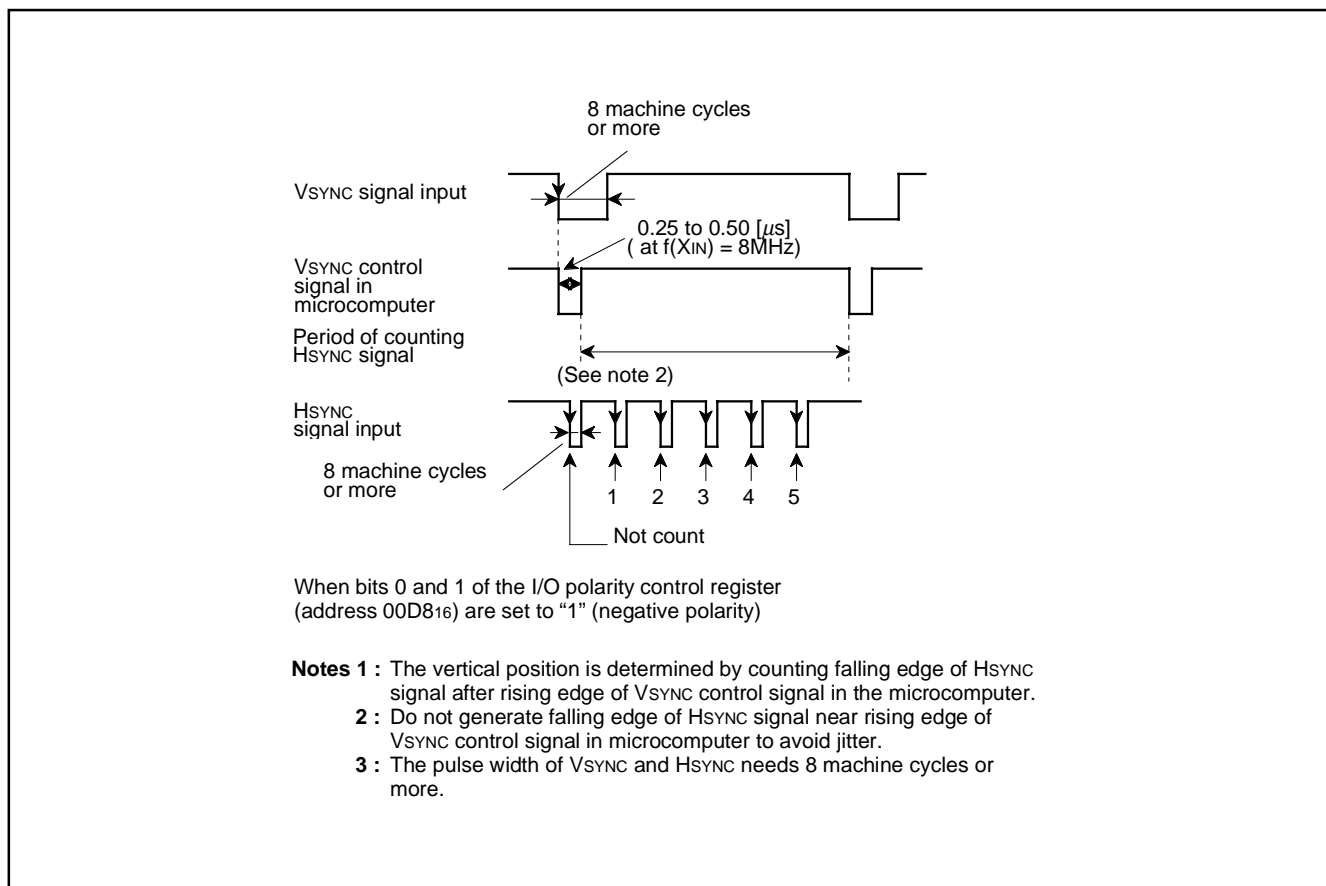 8 machine cycles
or more
VSYNC signal input
0.25 to 0.50 [μs]
( at f(XIN) = 8MHz)
VSYNC control
signal in
microcomputer
Period of counting
HSYNC signal
(See note 2)
HSYNC
signal input
8 machine cycles
or more
1 2 3 4 5
Not count
When bits 0 and 1 of the I/O polarity control register
(address 00D816) are set to “1” (negative polarity)
Notes 1 : The vertical position is determined by counting falling edge of HSYNC
signal after rising edge of VSYNC control signal in the microcomputer.
2 : Do not generate falling edge of HSYNC signal near rising edge of
VSYNC control signal in microcomputer to avoid jitter.
3 : The pulse width of VSYNC and HSYNC needs 8 machine cycles or
more.